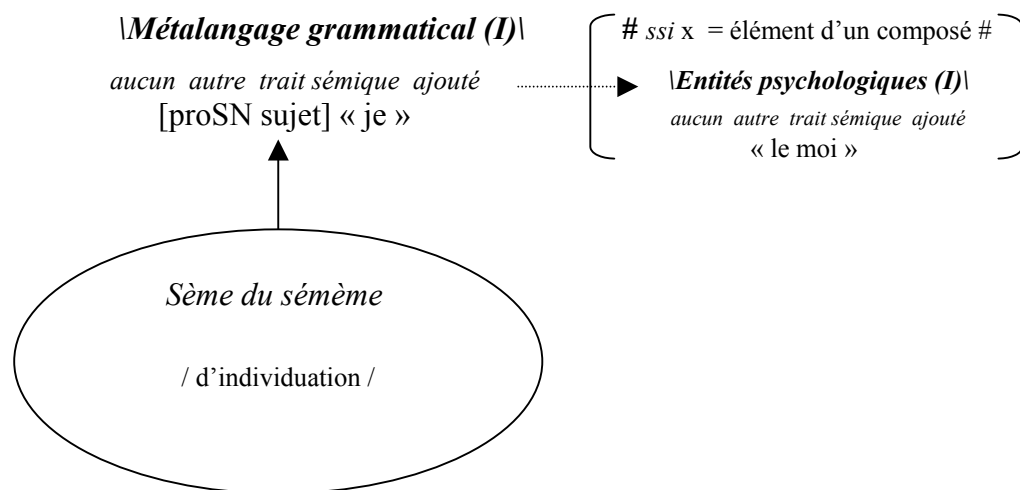 \Métalangage grammatical (I)\
aucun autre trait sémique ajouté
[proSN sujet] « je »
# ssi x = élément d’un composé #
\Entités psychologiques (I)\
aucun autre trait sémique ajouté
« le moi »
Sème du sémème
/ d’individuation /